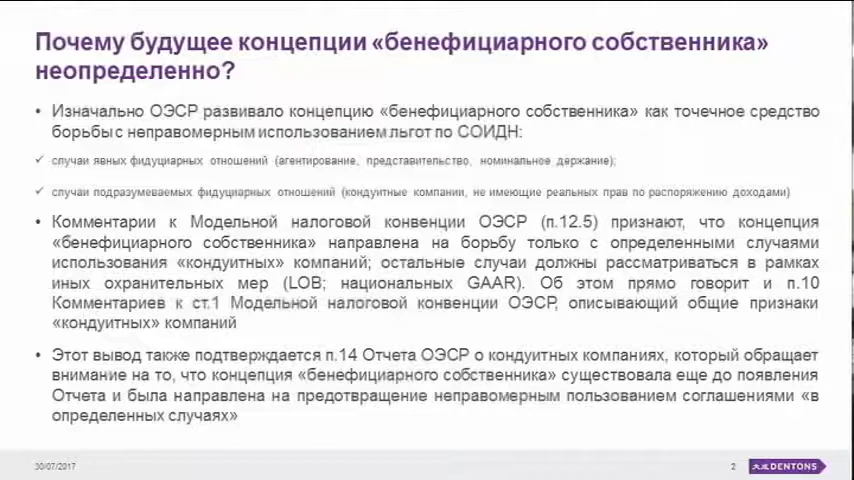 Почему будущее концепции «бенефициарного собственника»
неопределенно?
• Изначально ОЭСР развивало концепцию «бенефициарного собственника» как точечное средство
борьбы с неправомерным использованием льгот по СОИДН:
✓ случаи явных фидуциарных отношений (агентирование, представительство, номинальное держание);
✓ случаи подразумеваемых фидуциарных отношений (кондуитные компании, не имеющие реальных прав по распоряжению доходами)
• Комментарии к Модельной налоговой конвенции ОЭСР (п.12.5) признают, что концепция
«бенефициарного собственника» направлена на борьбу только с определенными случаями
использования «кондуитных» компаний; остальные случаи должны рассматриваться в рамках
иных охранительных мер (LOB; национальных GAAR). Об этом прямо говорит и п.10
Комментариев к ст.1 Модельной налоговой конвенции ОЭСР, описывающий общие признаки
«кондуитных» компаний
• Этот вывод также подтверждается п.14 Отчета ОЭСР о кондуитных компаниях, который обращает
внимание на то, что концепция «бенефициарного собственника» существовала еще до появления
Отчета и была направлена на предотвращение неправомерным пользованием соглашениями «в
определенных случаях»
30/07/2017
2
大成 DENTONS